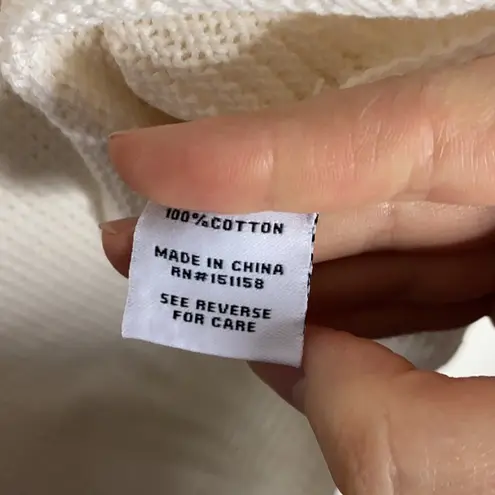 100%COTTON
MADE IN CHINA
RN#151158
SEE REVERSE
FOR CARE